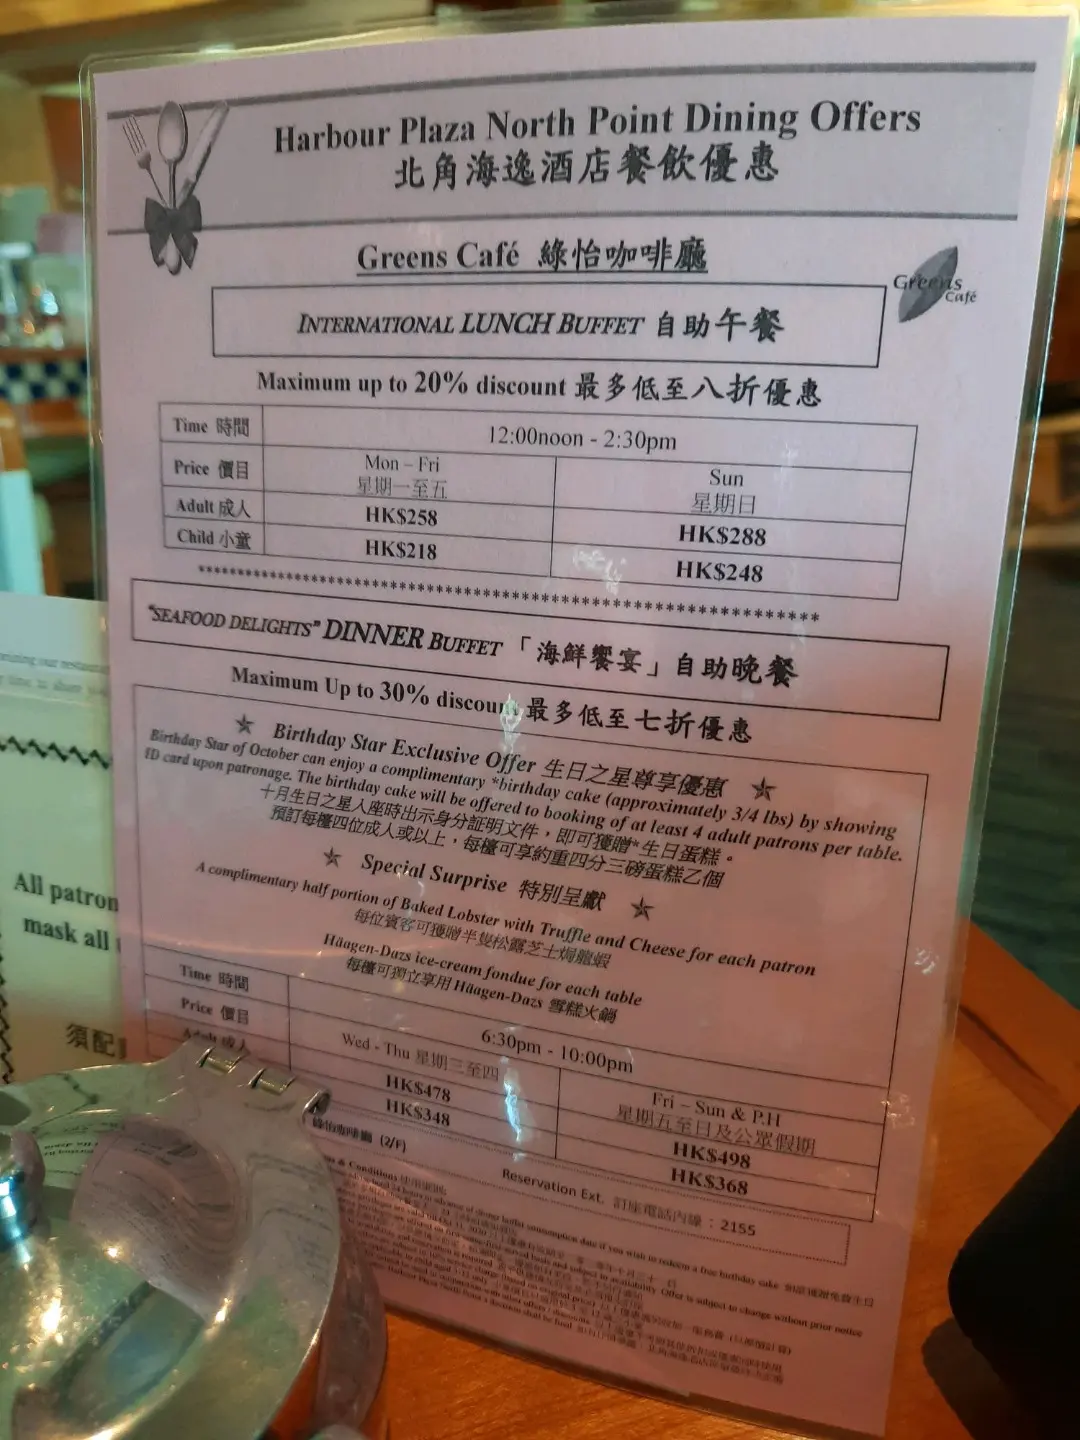 Harbour Plaza North Point Dining Offers
北角海逸酒店餐飲優惠
Greens Café 綠怡咖啡廳
Greens
Café
INTERNATIONAL LUNCH BUFFET 自助午餐
Maximum up to 20% discount 最多低至八折優惠
Time 時間 12:00noon - 2:30pm
Price 價目 Mon – Fri Sun
星期一至五 星期日
Adult 成人 HK$258 HK$288
Child 小童 HK$218 HK$248
"SEAFOOD DELIGHTS" DINNER BUFFET 「海鮮饗宴」自助晚餐
Maximum Up to 30% discount 最多低至七折優惠
★ Birthday Star Exclusive Offer 生日之星尊享優惠 ★
Birthday Star of October can enjoy a complimentary *birthday cake (approximately 3/4 lbs) by showing
ID card upon patronage. The birthday cake will be offered to booking of at least 4 adult patrons per table.
十月生日之星入座時出示身分証明文件，即可獲贈*生日蛋糕。
預訂每檯四位成人或以上，每檯可享約重四分三磅蛋糕乙個
★ Special Surprise 特別呈獻 ★
A complimentary half portion of Baked Lobster with Truffle and Cheese for each patron
每位賓客可獲贈半隻松露芝士焗龍蝦
Häagen-Dazs ice-cream fondue for each table
每檯可獨立享用 Häagen-Dazs 雪糕火鍋
Time 時間 6:30pm - 10:00pm
Price 價目 Wed - Thu 星期三至四 Fri – Sun & P.H
星期五至日及公眾假期
Adult 成人 HK$478 HK$498
HK$348 HK$368
綠怡咖啡廳 (2/F) Reservation Ext. 訂座電話內線：2155
& Conditions
All patron
mask all
須配